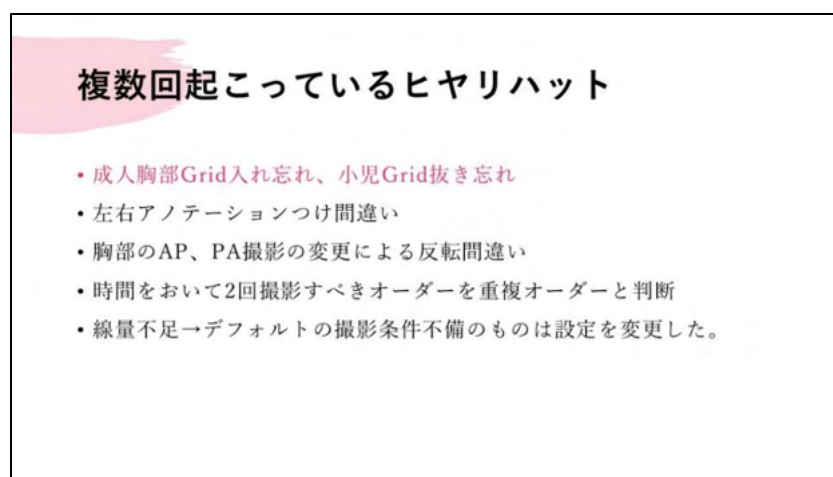 複数回起こっているヒヤリハット
• 成人胸部Grid入れ忘れ、小児Grid抜き忘れ
• 左右アノテーションつけ間違い
• 胸部のAP、PA撮影の変更による反転間違い
• 時間をおいて2回撮影すべきオーダーを重複オーダーと判断
• 線量不足→デフォルトの撮影条件不備のものは設定を変更した。